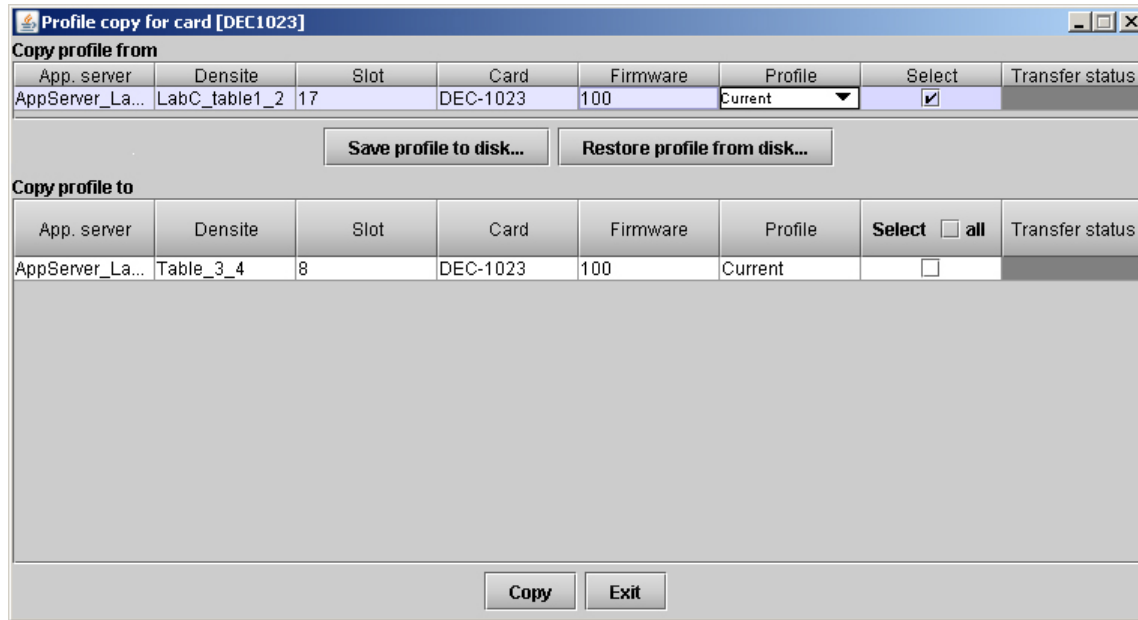 Profile copy for card [DEC1023]
Copy profile from
App. server Densite Slot Card Firmware Profile Select Transfer status
AppServer_La... LabC_table1_2 17 DEC-1023 100 Current
Save profile to disk... Restore profile from disk...
Copy profile to
App. server Densite Slot Card Firmware Profile Select all Transfer status
AppServer_La... Table_3_4 8 DEC-1023 100 Current
Copy Exit